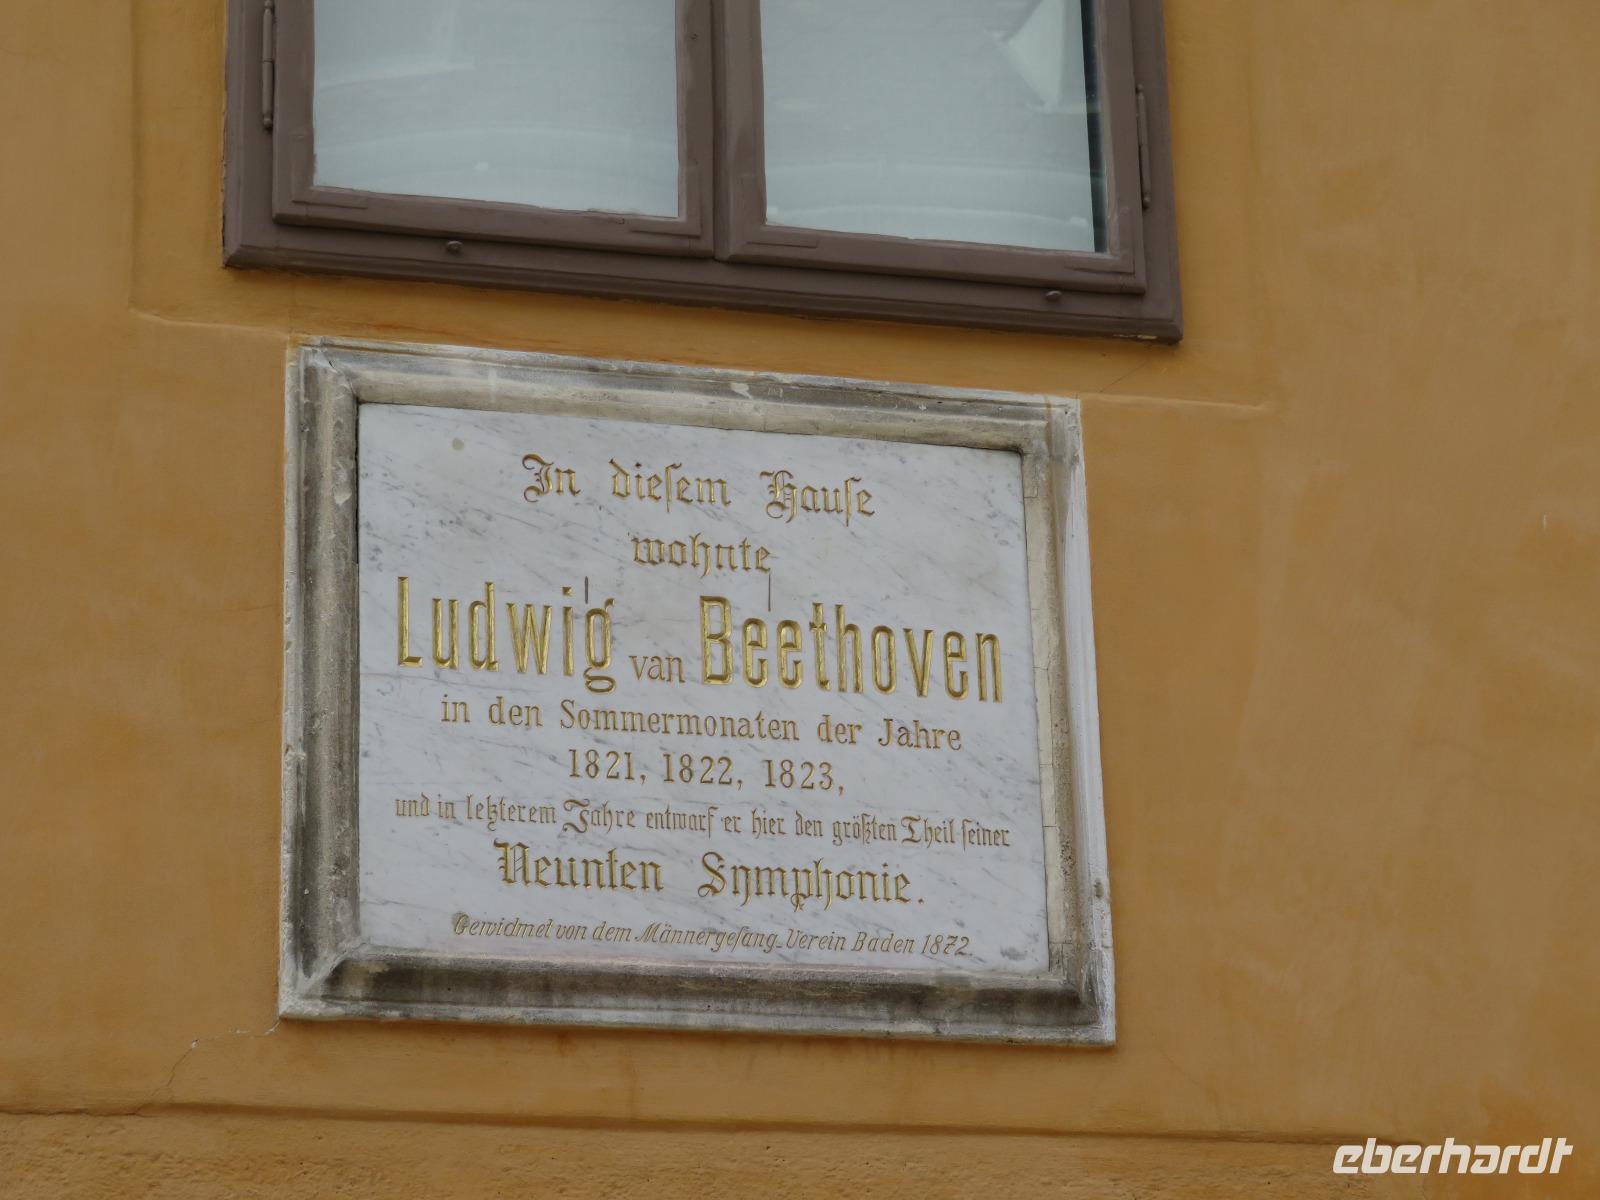 In diesem Hause
wohnte
Ludwig van Beethoven
in den Sommermonaten der Jahre
1821, 1822, 1823,
und in letzterem Jahre entwarf er hier den größten Theil seiner
Neunten Symphonie.
Gewidmet von dem Männergesang-Verein Baden 1872.
eberhardt